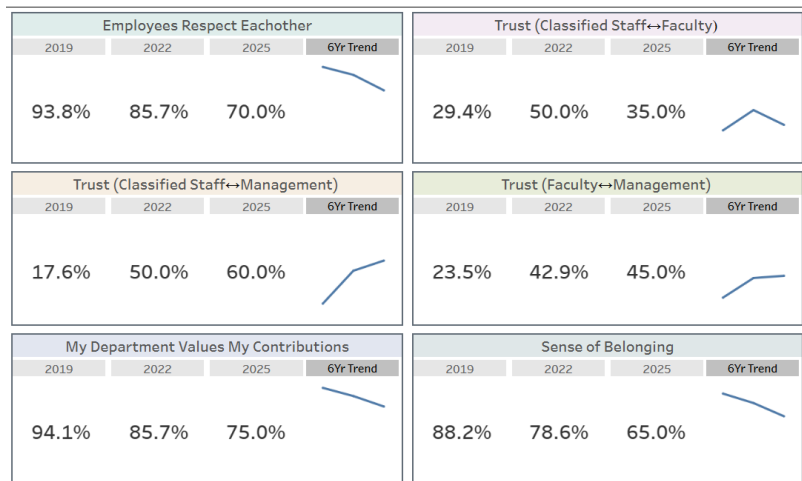 Employees Respect Eachother
2019 2022 2025 6Yr Trend
93.8% 85.7% 70.0%
Trust (Classified Staff↔Faculty)
2019 2022 2025 6Yr Trend
29.4% 50.0% 35.0%
Trust (Classified Staff↔Management)
2019 2022 2025 6Yr Trend
17.6% 50.0% 60.0%
Trust (Faculty↔Management)
2019 2022 2025 6Yr Trend
23.5% 42.9% 45.0%
My Department Values My Contributions
2019 2022 2025 6Yr Trend
94.1% 85.7% 75.0%
Sense of Belonging
2019 2022 2025 6Yr Trend
88.2% 78.6% 65.0%